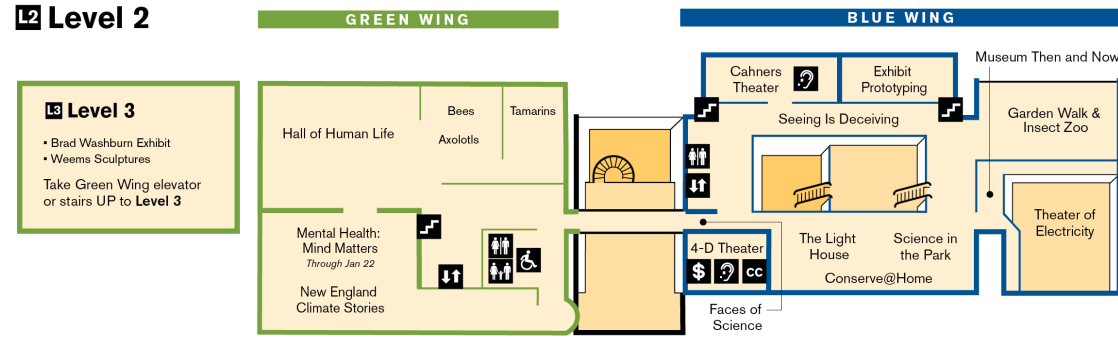 L2 Level 2
GREEN WING
BLUE WING
L3 Level 3
▪ Brad Washburn Exhibit
▪ Weems Sculptures
Take Green Wing elevator
or stairs UP to Level 3
Hall of Human Life
Bees
Axolotls
Tamarins
Mental Health:
Mind Matters
Through Jan 22
New England
Climate Stories
Cahners
Theater
Exhibit
Prototyping
Seeing Is Deceiving
Museum Then and Now
Garden Walk &
Insect Zoo
Theater of
Electricity
4-D Theater
$ CC
The Light
House
Science in
the Park
Conserve@Home
Faces of
Science